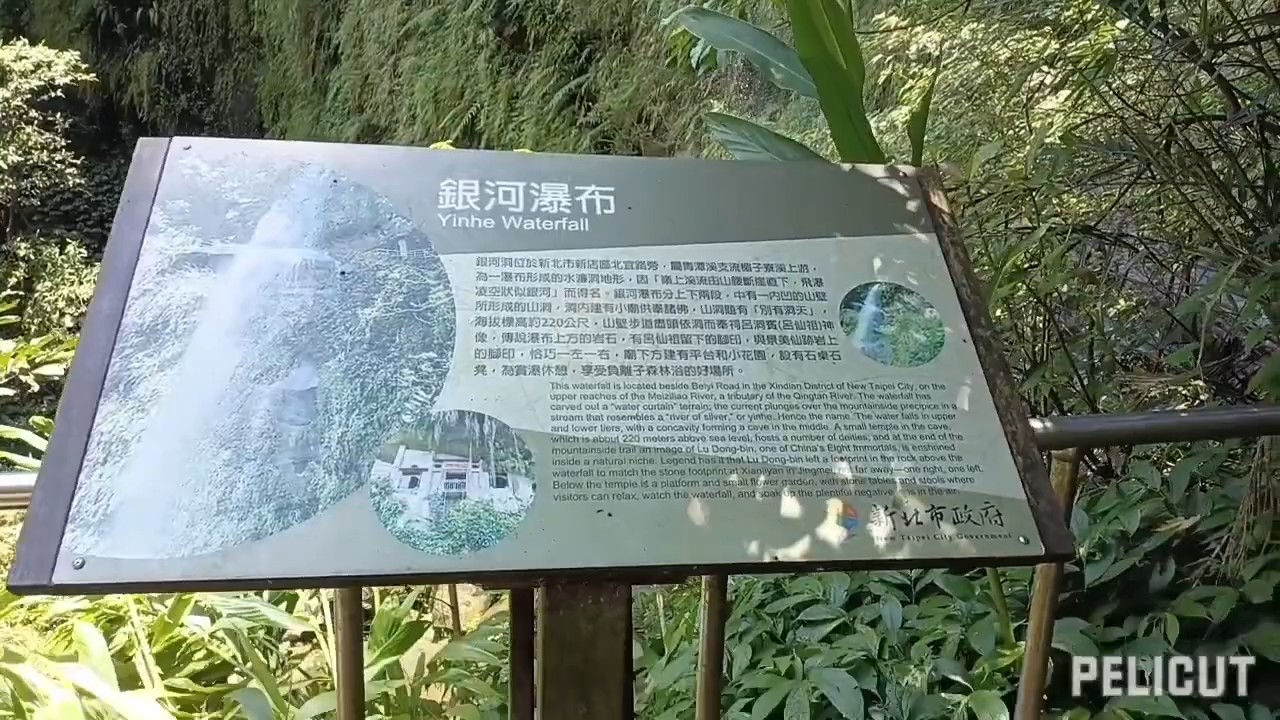 銀河瀑布
Yinhe Waterfall
銀河洞位於新北市新店區北宜路旁，屬青潭溪支流楣子寮溪上游，
為一瀑布形成的水濂洞地形，因「嶺上溪流由山腰斷崖直下，飛瀑
凌空狀似銀河」而得名。銀河瀑布分上下兩段，中有一內凹的山壁
所形成的山洞，洞內建有小廟供奉諸佛，山洞雖有「別有洞天」，
海拔標高約220公尺，山壁步道盡頭依洞而奉祠呂洞賓(呂仙祖)神
像，傳說瀑布上方的岩石，有呂仙祖留下的腳印，與景美仙跡岩上
的腳印，恰巧一左一右，廟下方建有平台和小花園，設有石桌石
凳，為賞瀑休憩，享受負離子森林浴的好場所。
This waterfall is located beside Beiyi Road in the Xindian District of New Taipei City, on the
upper reaches of the Meiziliao River, a tributary of the Qingtan River. The waterfall has
carved out a "water curtain" terrain; the current plunges over the mountainside precipice in a
stream that resembles a "river of silver," or yinhe. Hence the name. The water falls in upper
and lower tiers, with a concavity forming a cave in the middle. A small temple in the cave,
which is about 220 meters above sea level, hosts a number of deities; and at the end of the
mountainside trail an image of Lu Dong-bin, one of China's Eight Immortals, is enshrined
inside a natural niche. Legend has it that Lu Dong-bin left a footprint in the rock above the
waterfall to match the stone footprint at Xianjiyan in Jingmei, not far away—one right, one left.
Below the temple is a platform and small flower garden, with stone tables and stools where
visitors can relax, watch the waterfall, and soak up the plentiful negative ions in the air.
新北市政府
New Taipei City Government
PELICUT